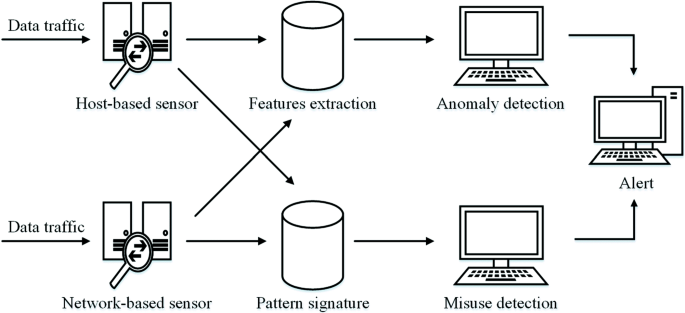 Data traffic
Host-based sensor
Features extraction
Anomaly detection
Alert
Data traffic
Network-based sensor
Pattern signature
Misuse detection